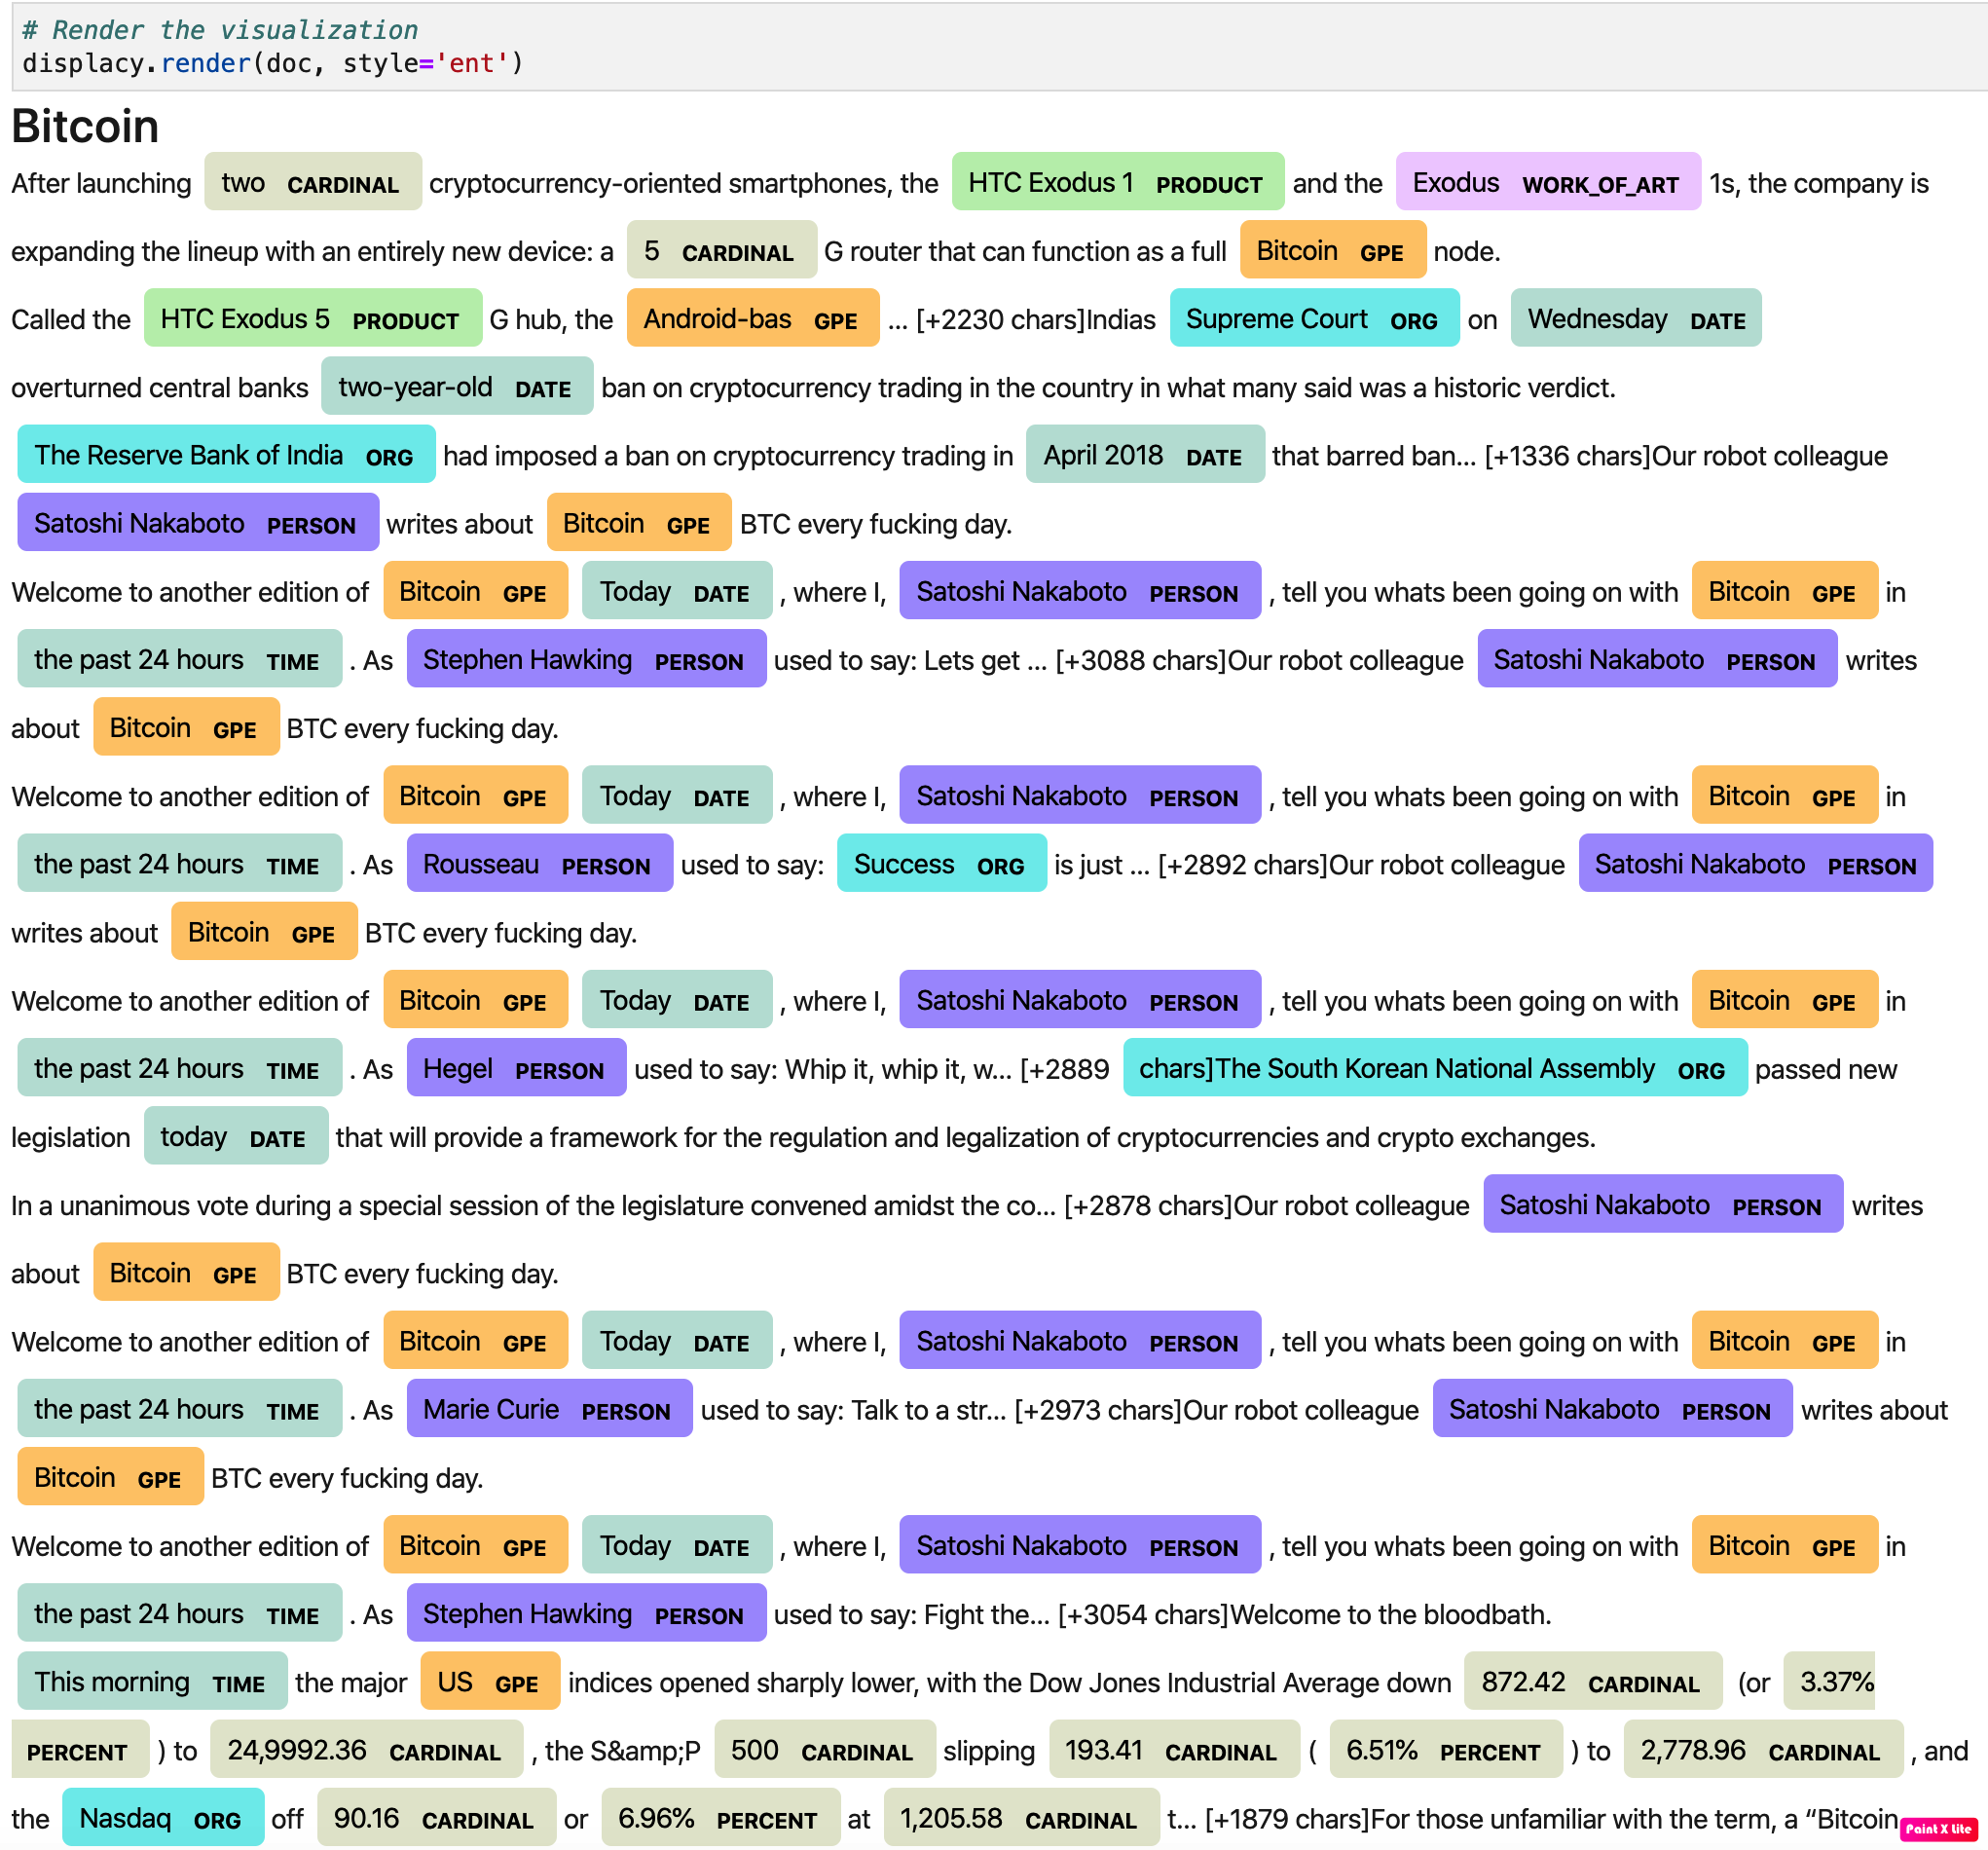 # Render the visualization
displacy.render(doc, style='ent')
Bitcoin
After launching two CARDINAL cryptocurrency-oriented smartphones, the HTC Exodus 1 PRODUCT and the Exodus WORK_OF_ART 1s, the company is
expanding the lineup with an entirely new device: a 5 CARDINAL G router that can function as a full Bitcoin GPE node.
Called the HTC Exodus 5 PRODUCT G hub, the Android-bas GPE ... [+2230 chars]Indias Supreme Court ORG on Wednesday DATE
overturned central banks two-year-old DATE ban on cryptocurrency trading in the country in what many said was a historic verdict.
The Reserve Bank of India ORG had imposed a ban on cryptocurrency trading in April 2018 DATE that barred ban... [+1336 chars]Our robot colleague
Satoshi Nakaboto PERSON writes about Bitcoin GPE BTC every fucking day.
Welcome to another edition of Bitcoin GPE Today DATE , where I, Satoshi Nakaboto PERSON , tell you whats been going on with Bitcoin GPE in
the past 24 hours TIME . As Stephen Hawking PERSON used to say: Lets get ... [+3088 chars]Our robot colleague Satoshi Nakaboto PERSON writes
about Bitcoin GPE BTC every fucking day.
Welcome to another edition of Bitcoin GPE Today DATE , where I, Satoshi Nakaboto PERSON , tell you whats been going on with Bitcoin GPE in
the past 24 hours TIME . As Rousseau PERSON used to say: Success ORG is just ... [+2892 chars]Our robot colleague Satoshi Nakaboto PERSON
writes about Bitcoin GPE BTC every fucking day.
Welcome to another edition of Bitcoin GPE Today DATE , where I, Satoshi Nakaboto PERSON , tell you whats been going on with Bitcoin GPE in
the past 24 hours TIME . As Hegel PERSON used to say: Whip it, whip it, w... [+2889 chars]The South Korean National Assembly ORG passed new
legislation today DATE that will provide a framework for the regulation and legalization of cryptocurrencies and crypto exchanges.
In a unanimous vote during a special session of the legislature convened amidst the co... [+2878 chars]Our robot colleague Satoshi Nakaboto PERSON writes
about Bitcoin GPE BTC every fucking day.
Welcome to another edition of Bitcoin GPE Today DATE , where I, Satoshi Nakaboto PERSON , tell you whats been going on with Bitcoin GPE in
the past 24 hours TIME . As Marie Curie PERSON used to say: Talk to a str... [+2973 chars]Our robot colleague Satoshi Nakaboto PERSON writes about
Bitcoin GPE BTC every fucking day.
Welcome to another edition of Bitcoin GPE Today DATE , where I, Satoshi Nakaboto PERSON , tell you whats been going on with Bitcoin GPE in
the past 24 hours TIME . As Stephen Hawking PERSON used to say: Fight the... [+3054 chars]Welcome to the bloodbath.
This morning TIME the major US GPE indices opened sharply lower, with the Dow Jones Industrial Average down 872.42 CARDINAL (or 3.37%
PERCENT ) to 24,9992.36 CARDINAL , the S&amp;P 500 CARDINAL slipping 193.41 CARDINAL ( 6.51% PERCENT ) to 2,778.96 CARDINAL , and
the Nasdaq ORG off 90.16 CARDINAL or 6.96% PERCENT at 1,205.58 CARDINAL t... [+1879 chars]For those unfamiliar with the term, a “Bitcoin
Paint X Lite